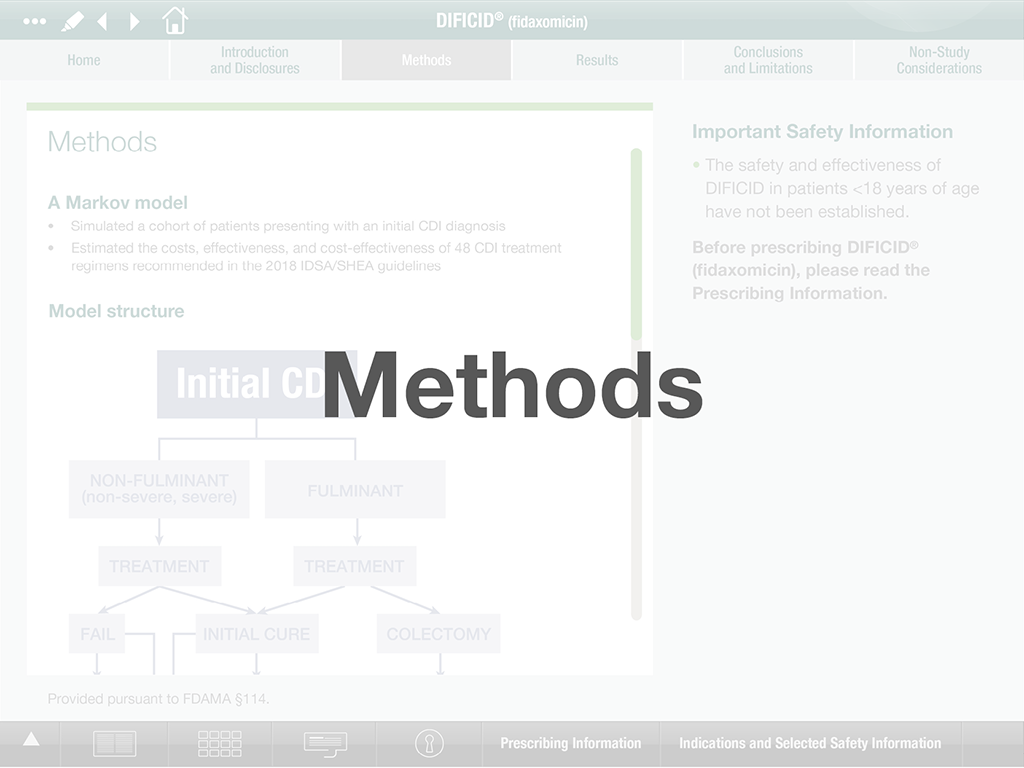 DIFICID® (fidaxomicin)
Home
Introduction
and Disclosures
Methods
Results
Conclusions
and Limitations
Non-Study
Considerations
Methods
A Markov model
• Simulated a cohort of patients presenting with an initial CDI diagnosis
• Estimated the costs, effectiveness, and cost-effectiveness of 48 CDI treatment
regimens recommended in the 2018 IDSA/SHEA guidelines
Model structure
Initial CD
Methods
NON-FULMINANT
(non-severe, severe)
FULMINANT
TREATMENT
TREATMENT
FAIL
INITIAL CURE
COLECTOMY
Important Safety Information
• The safety and effectiveness of
DIFICID in patients <18 years of age
have not been established.
Before prescribing DIFICID®
(fidaxomicin), please read the
Prescribing Information.
Provided pursuant to FDAMA §114.
Prescribing Information
Indications and Selected Safety Information